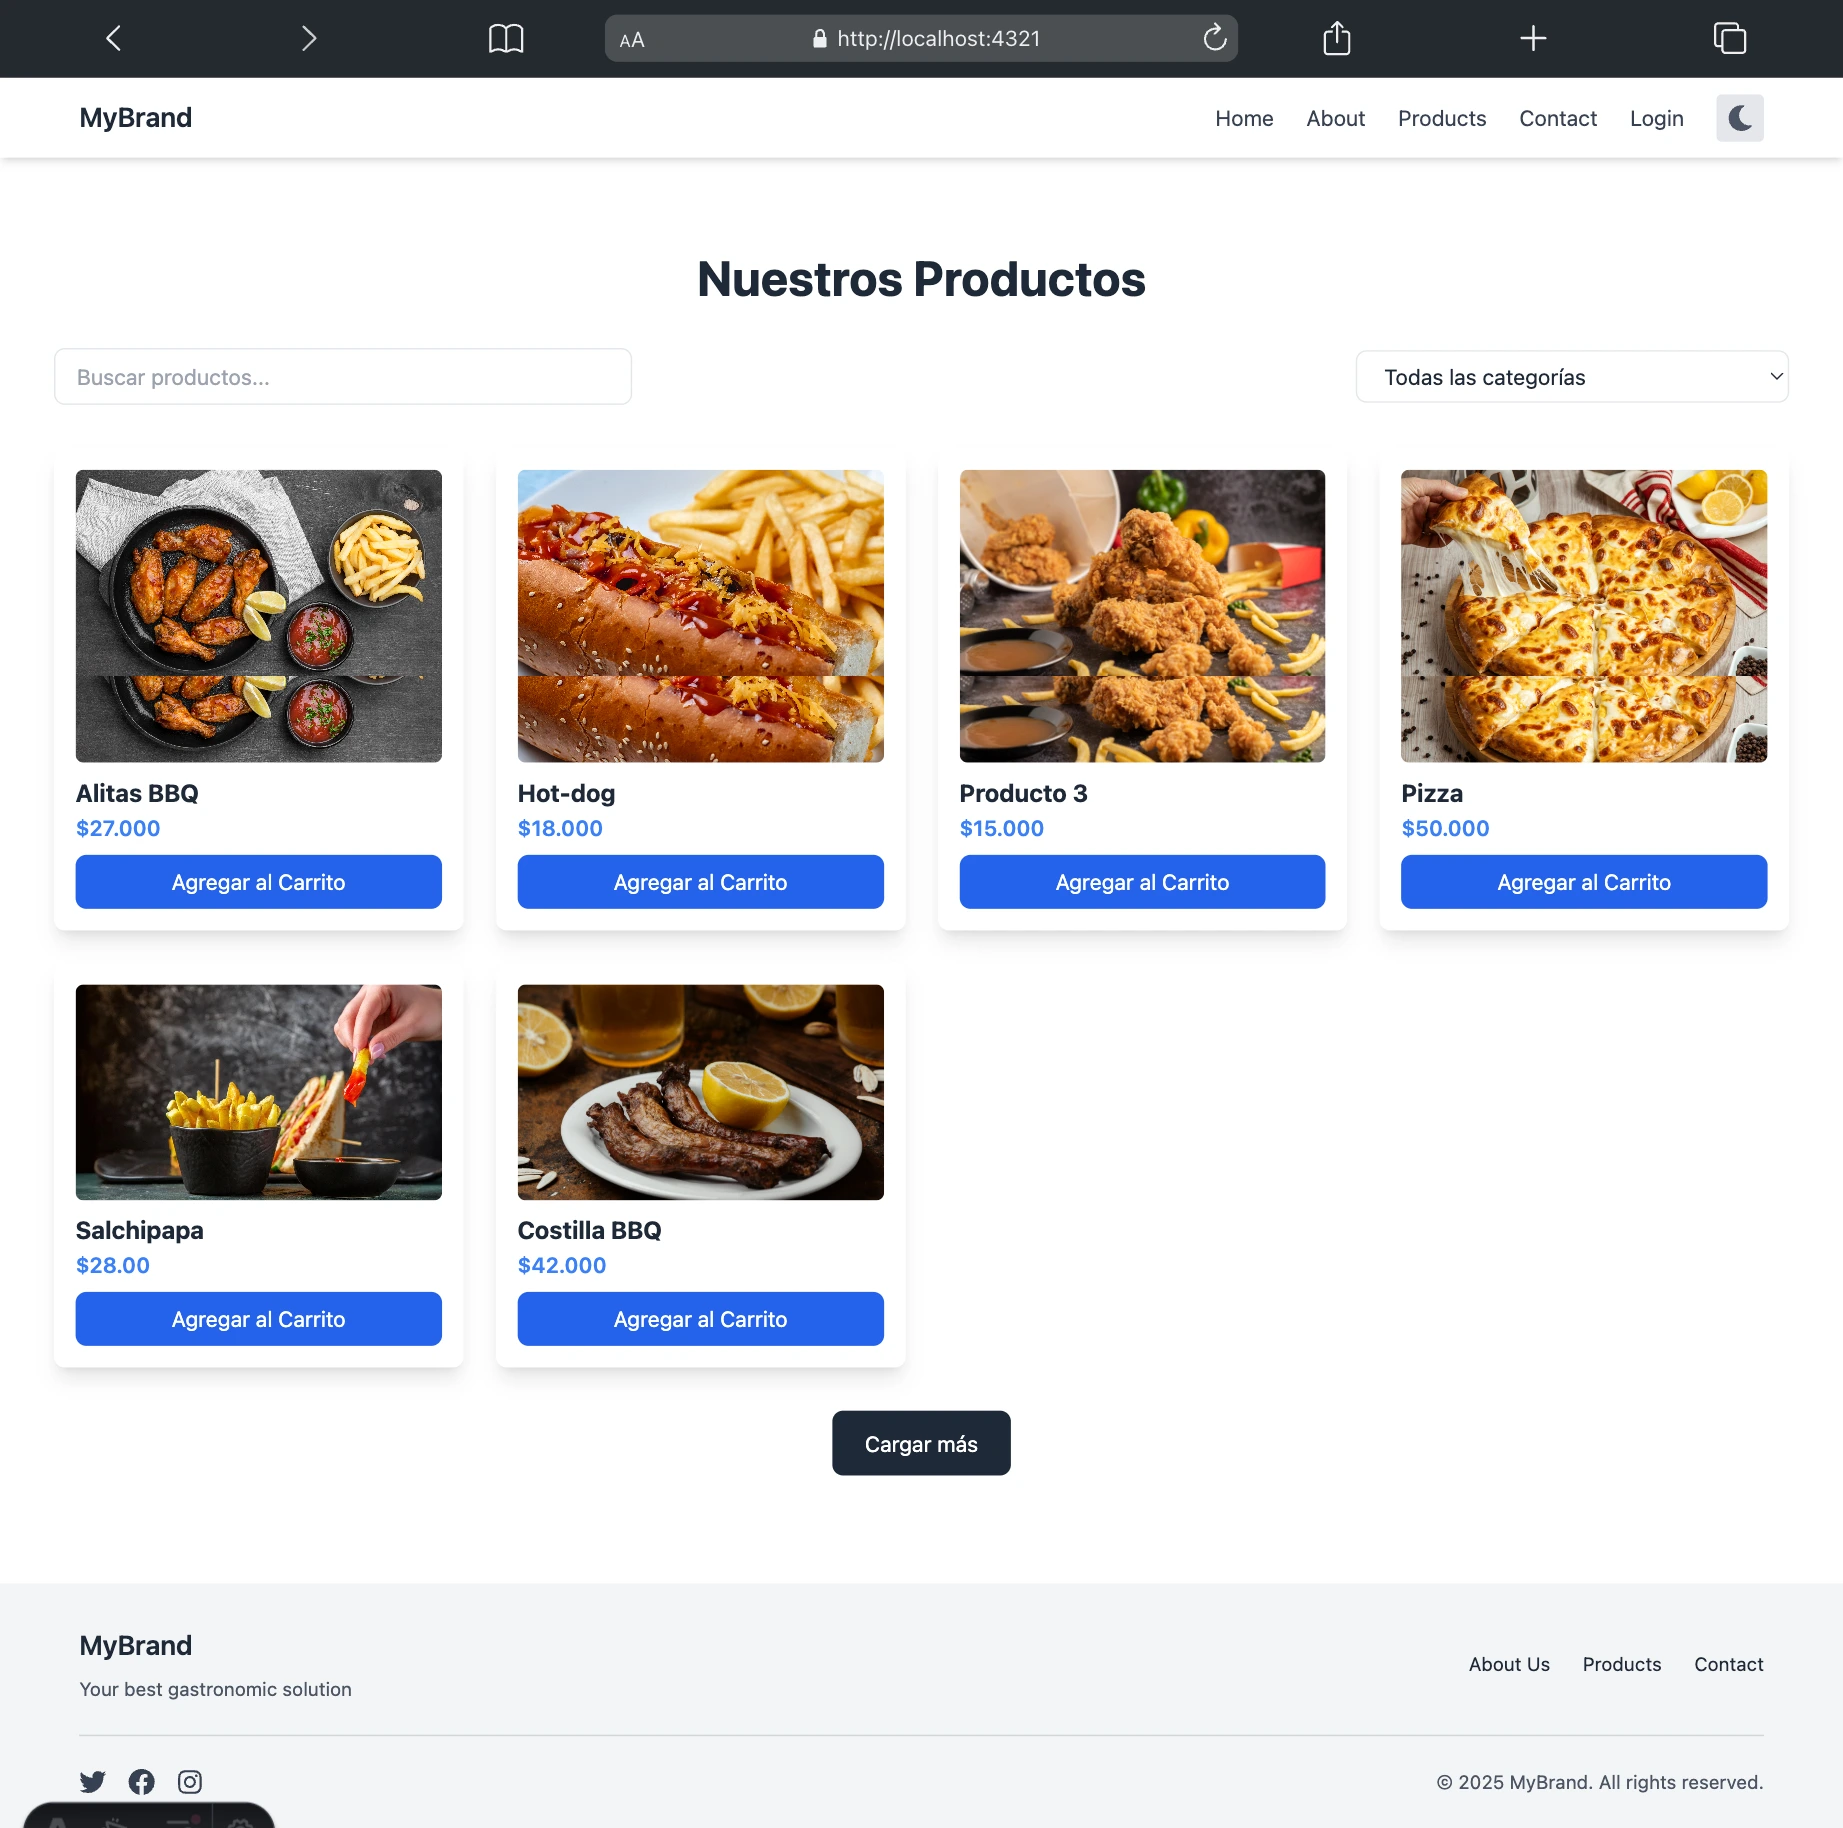 AA
http://localhost:4321
MyBrand
Home About Products Contact Login
Nuestros Productos
Buscar productos...
Todas las categorías
Alitas BBQ
$27.000
Agregar al Carrito
Hot-dog
$18.000
Agregar al Carrito
Producto 3
$15.000
Agregar al Carrito
Pizza
$50.000
Agregar al Carrito
Salchipapa
$28.00
Agregar al Carrito
Costilla BBQ
$42.000
Agregar al Carrito
Cargar más
MyBrand
Your best gastronomic solution
About Us Products Contact
© 2025 MyBrand. All rights reserved.